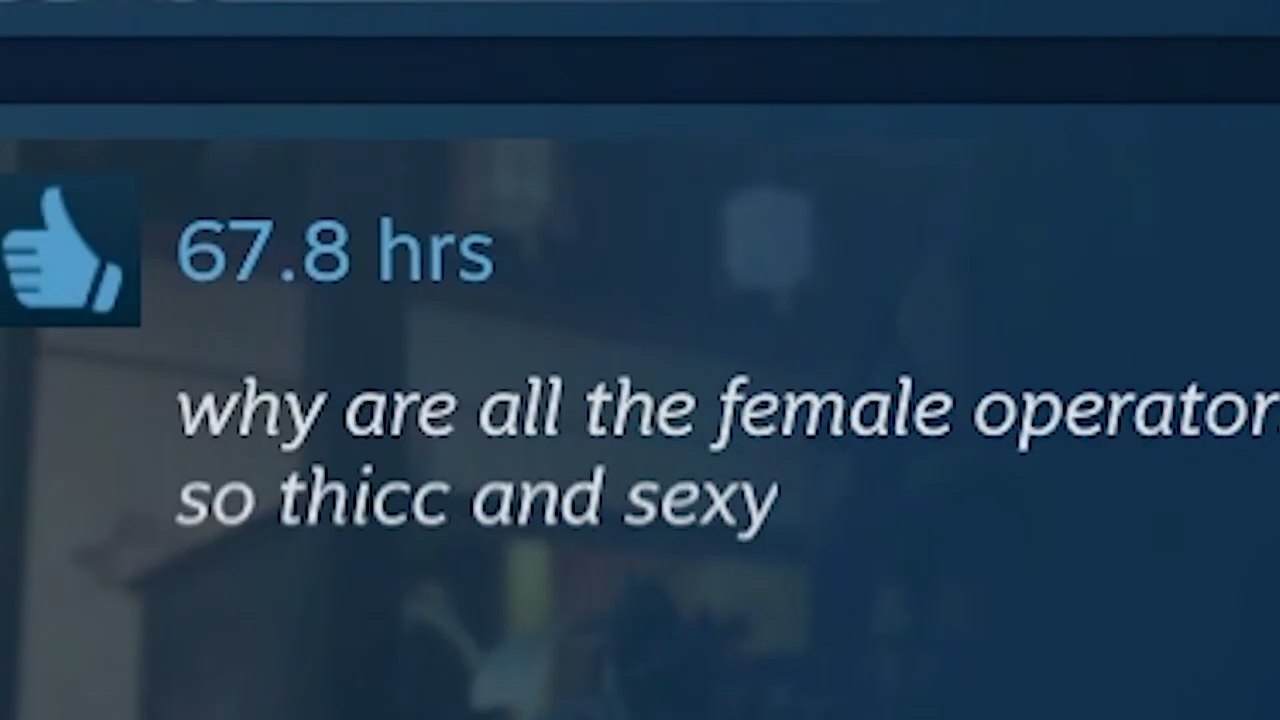 67.8 hrs
why are all the female operator
so thicc and sexy